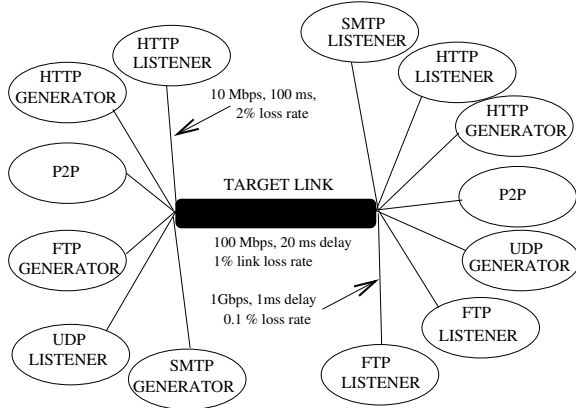 HTTP
LISTENER
SMTP
LISTENER
HTTP
GENERATOR
HTTP
LISTENER
10 Mbps, 100 ms,
2% loss rate
HTTP
GENERATOR
P2P
TARGET LINK
P2P
FTP
GENERATOR
100 Mbps, 20 ms delay
1% link loss rate
UDP
GENERATOR
1Gbps, 1ms delay
0.1 % loss rate
FTP
LISTENER
UDP
LISTENER
SMTP
GENERATOR
FTP
LISTENER